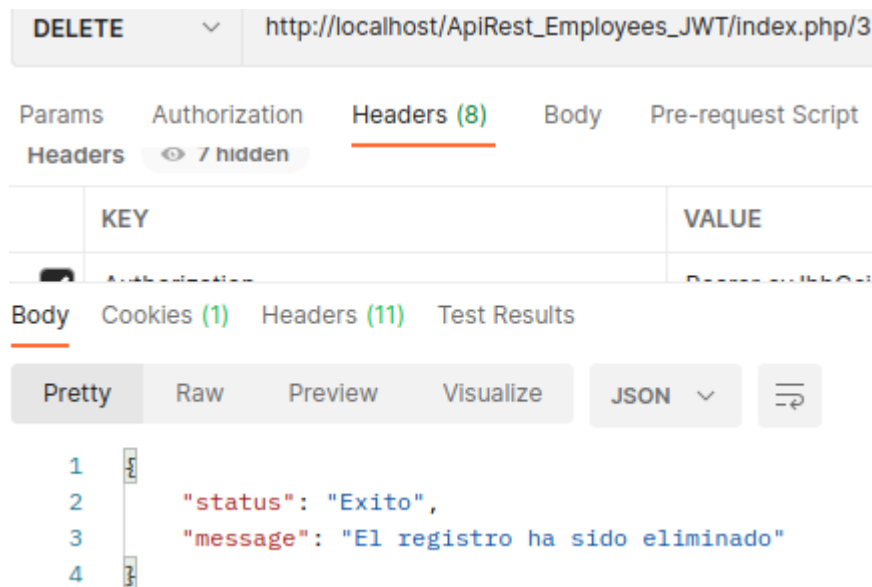 DELETE http://localhost/ApiRest_Employees_JWT/index.php/3
Params Authorization Headers (8) Body Pre-request Script
Headers 7 hidden
KEY VALUE
Authorization Bearer
Body Cookies (1) Headers (11) Test Results
Pretty Raw Preview Visualize JSON
1 {
2 "status": "Exito",
3 "message": "El registro ha sido eliminado"
4 }